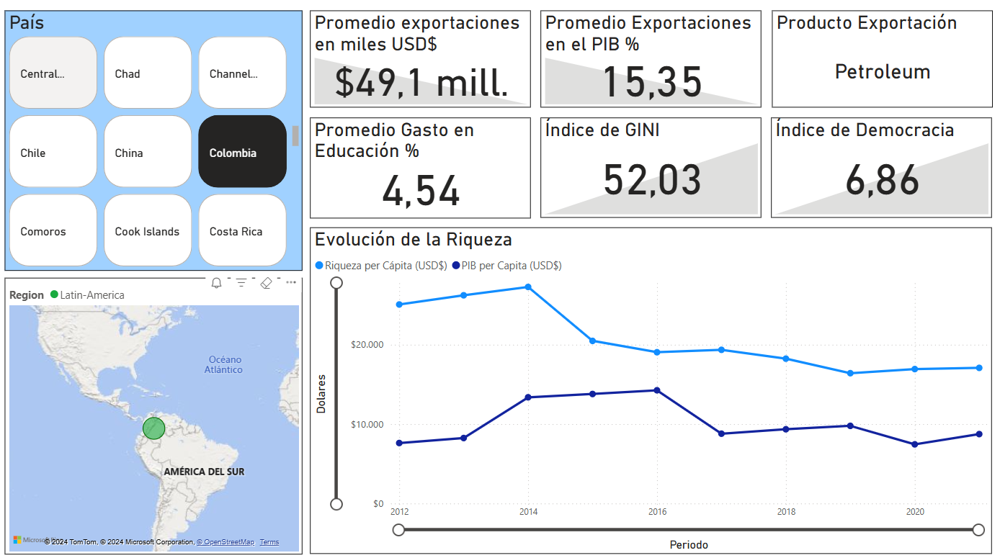 País
Central...
Chad
Channel...
Chile
China
Colombia
Comoros
Cook Islands
Costa Rica
Promedio exportaciones
en miles USD$
$49,1 mill.
Promedio Exportaciones
en el PIB %
15,35
Producto Exportación
Petroleum
Promedio Gasto en
Educación %
4,54
Índice de GINI
52,03
Índice de Democracia
6,86
Region Latin-America
Océano
Atlántico
AMÉRICA DEL SUR
© 2024 TomTom, © 2024 Microsoft Corporation, © OpenStreetMap Terms
Evolución de la Riqueza
Riqueza per Cápita (USD$) PIB per Capita (USD$)
Dolares
$20.000
$10.000
$0
2012 2014 2016 2018 2020
Periodo